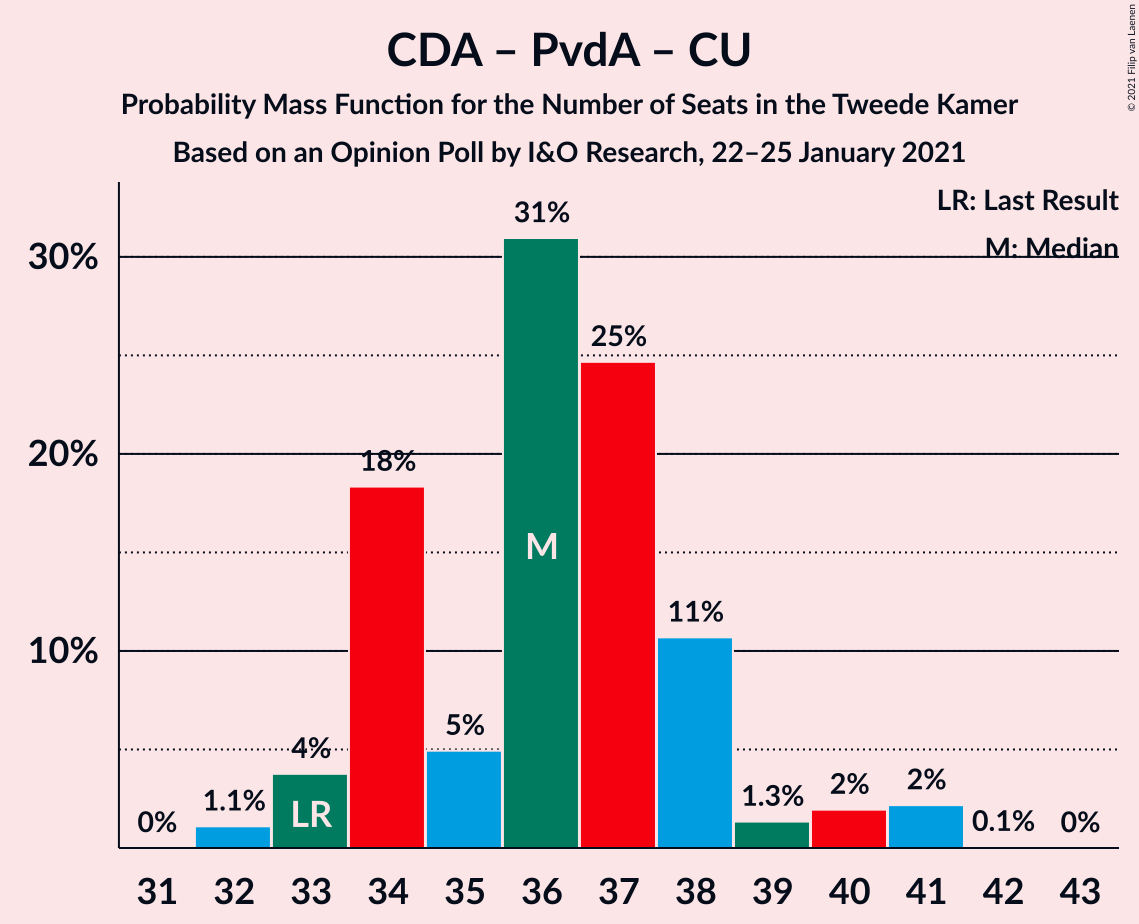 CDA – PvdA – CU
Probability Mass Function for the Number of Seats in the Tweede Kamer
Based on an Opinion Poll by I&O Research, 22–25 January 2021
© 2021 Filip van Laenen
LR: Last Result
M: Median
30%
20%
10%
0%
1.1%
4%
18%
5%
31%
25%
11%
1.3%
2%
2%
0.1%
0%
LR
M
31 32 33 34 35 36 37 38 39 40 41 42 43